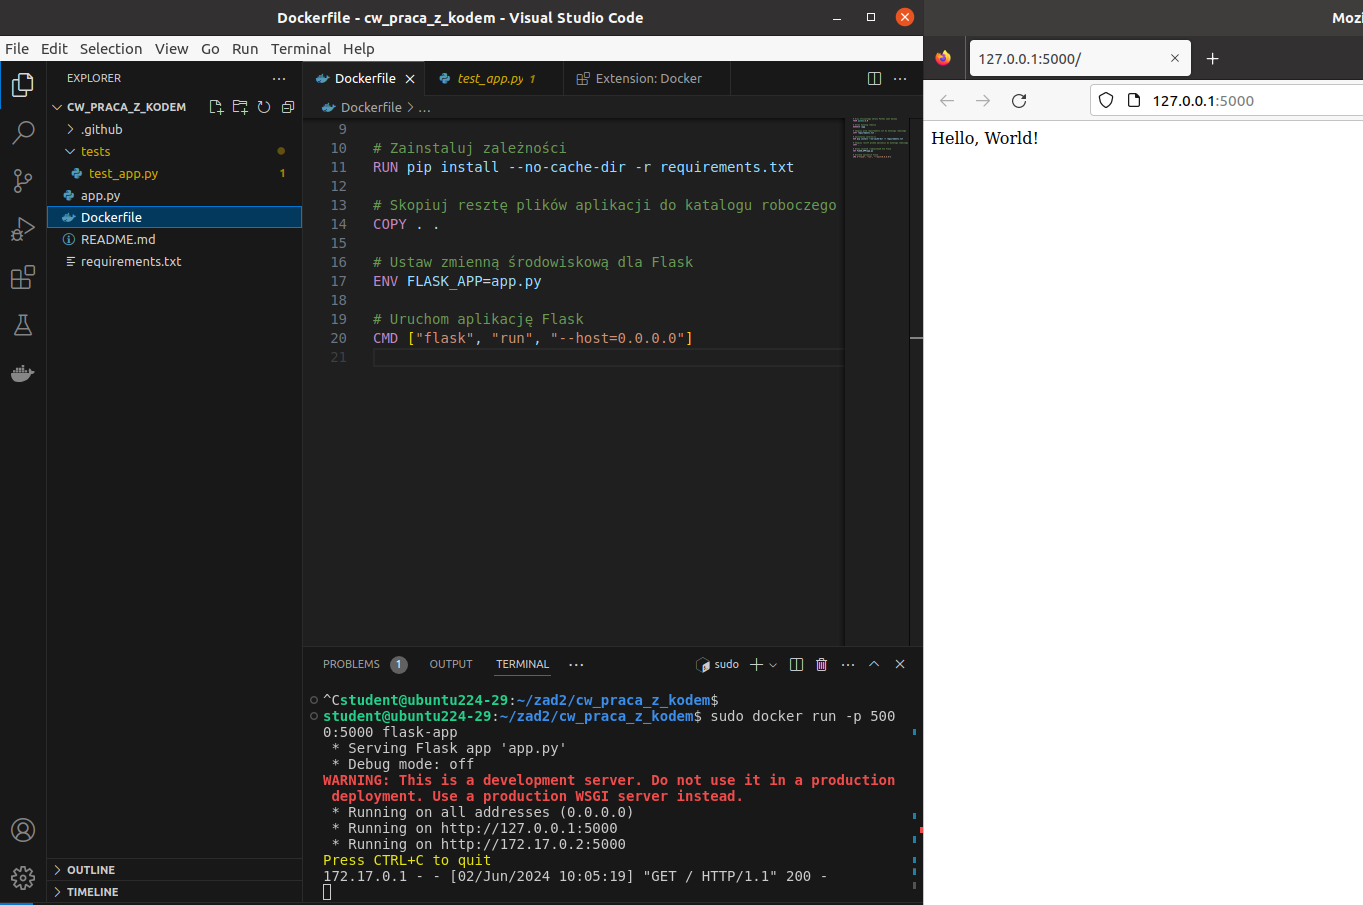 Dockerfile - cw_praca_z_kodem - Visual Studio Code
File Edit Selection View Go Run Terminal Help
EXPLORER
CW_PRACA_Z_KODEM
.github
tests
test_app.py 1
app.py
Dockerfile
README.md
requirements.txt
OUTLINE
TIMELINE
Dockerfile
test_app.py 1
Extension: Docker
Dockerfile > ...
9
10 # Zainstaluj zależności
11 RUN pip install --no-cache-dir -r requirements.txt
12
13 # Skopiuj resztę plików aplikacji do katalogu roboczego
14 COPY . .
15
16 # Ustaw zmienną środowiskową dla Flask
17 ENV FLASK_APP=app.py
18
19 # Uruchom aplikację Flask
20 CMD ["flask", "run", "--host=0.0.0.0"]
21
PROBLEMS 1 OUTPUT TERMINAL ··· sudo
^Cstudent@ubuntu224-29:~/zad2/cw_praca_z_kodem$
student@ubuntu224-29:~/zad2/cw_praca_z_kodem$ sudo docker run -p 500
0:5000 flask-app
* Serving Flask app 'app.py'
* Debug mode: off
WARNING: This is a development server. Do not use it in a production
deployment. Use a production WSGI server instead.
* Running on all addresses (0.0.0.0)
* Running on http://127.0.0.1:5000
* Running on http://172.17.0.2:5000
Press CTRL+C to quit
172.17.0.1 - - [02/Jun/2024 10:05:19] "GET / HTTP/1.1" 200 -
Mozi
127.0.0.1:5000/
127.0.0.1:5000
Hello, World!